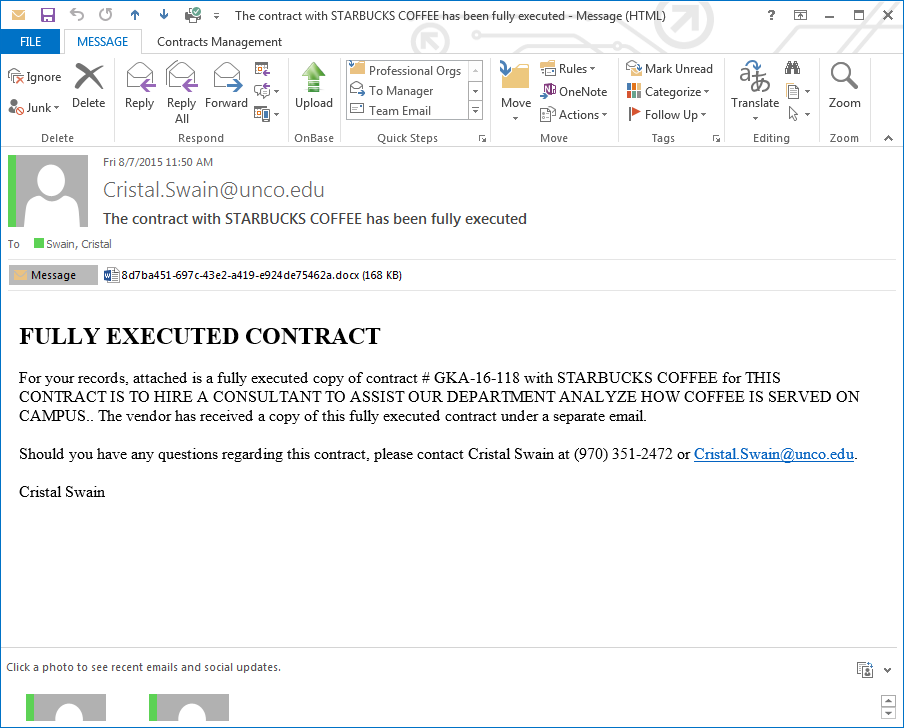 The contract with STARBUCKS COFFEE has been fully executed - Message (HTML)
?
FILE
MESSAGE
Contracts Management
Ignore
Junk
Delete
Reply
Reply All
Forward
Upload
Professional Orgs
To Manager
Team Email
Move
Rules
OneNote
Actions
Mark Unread
Categorize
Follow Up
Translate
Zoom
Delete
Respond
OnBase
Quick Steps
Move
Tags
Editing
Zoom
Fri 8/7/2015 11:50 AM
Cristal.Swain@unco.edu
The contract with STARBUCKS COFFEE has been fully executed
To Swain, Cristal
Message
8d7ba451-697c-43e2-a419-e924de75462a.docx (168 KB)
FULLY EXECUTED CONTRACT
For your records, attached is a fully executed copy of contract # GKA-16-118 with STARBUCKS COFFEE for THIS
CONTRACT IS TO HIRE A CONSULTANT TO ASSIST OUR DEPARTMENT ANALYZE HOW COFFEE IS SERVED ON
CAMPUS.. The vendor has received a copy of this fully executed contract under a separate email.
Should you have any questions regarding this contract, please contact Cristal Swain at (970) 351-2472 or Cristal.Swain@unco.edu.
Cristal Swain
Click a photo to see recent emails and social updates.